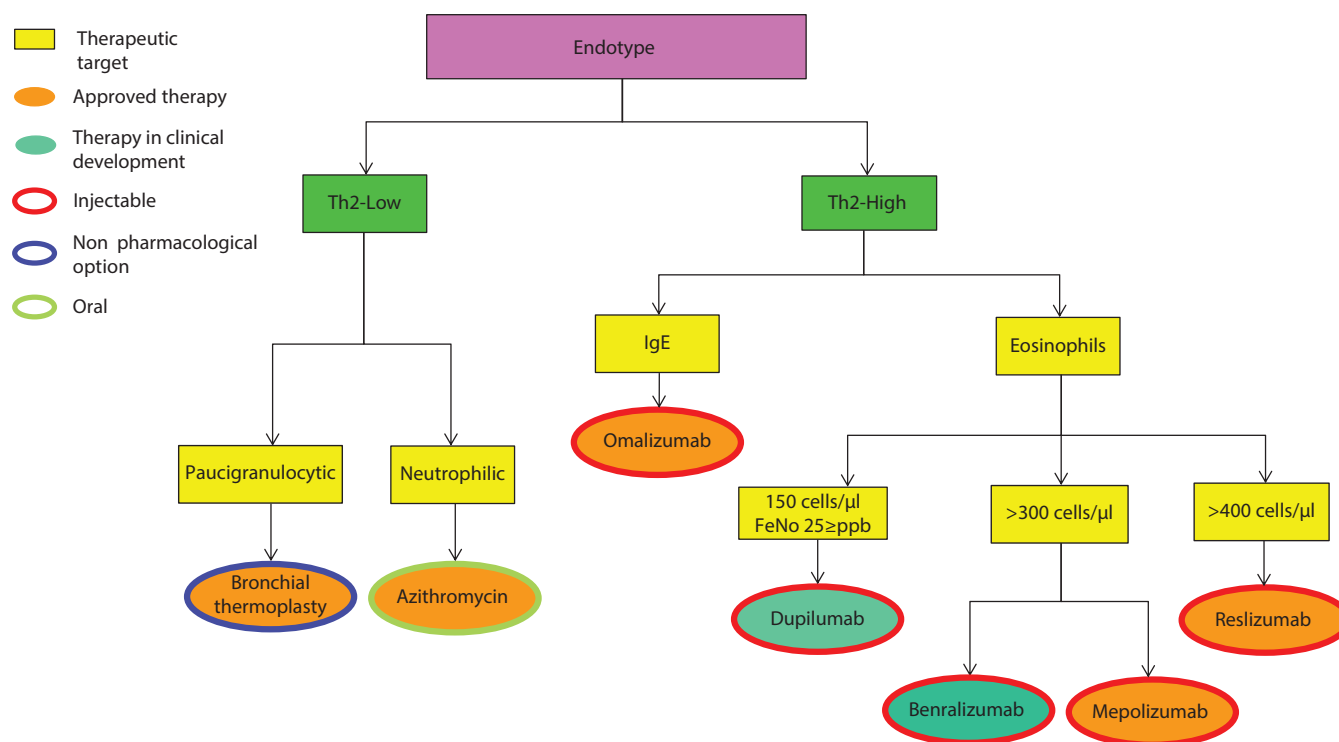 Therapeutic
target
Approved therapy
Therapy in clinical
development
Injectable
Non pharmacological
option
Oral
Endotype
Th2-Low
Th2-High
IgE
Eosinophils
Omalizumab
Paucigranulocytic
Neutrophilic
150 cells/µl
FeNo 25≥ppb
>300 cells/µl
>400 cells/µl
Bronchial
thermoplasty
Azithromycin
Dupilumab
Reslizumab
Benralizumab
Mepolizumab